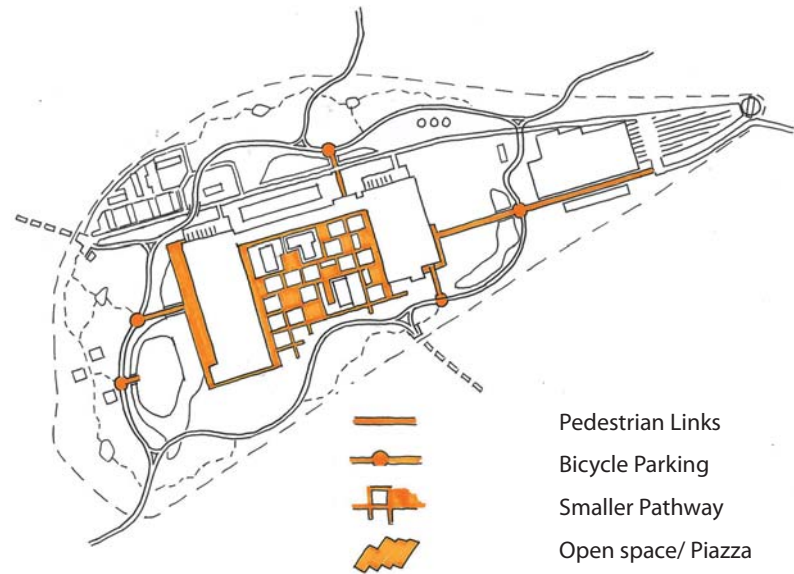 Pedestrian Links
Bicycle Parking
Smaller Pathway
Open space/ Piazza